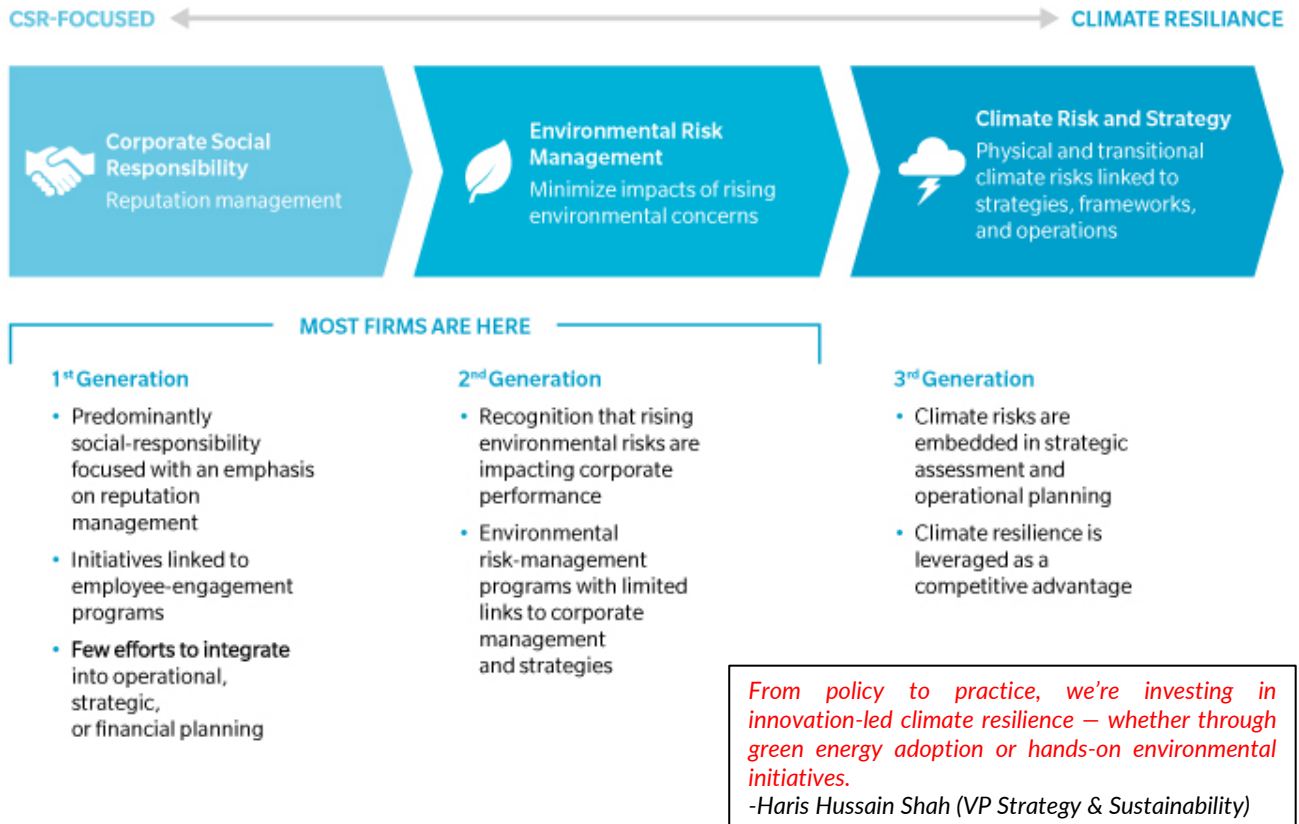 CSR-FOCUSED
CLIMATE RESILIANCE
Corporate Social
Responsibility
Reputation management
Environmental Risk
Management
Minimize impacts of rising
environmental concerns
Climate Risk and Strategy
Physical and transitional
climate risks linked to
strategies, frameworks,
and operations
MOST FIRMS ARE HERE
1st Generation
• Predominantly
social-responsibility
focused with an emphasis
on reputation
management
• Initiatives linked to
employee-engagement
programs
• Few efforts to integrate
into operational,
strategic,
or financial planning
2nd Generation
• Recognition that rising
environmental risks are
impacting corporate
performance
• Environmental
risk-management
programs with limited
links to corporate
management
and strategies
3rd Generation
• Climate risks are
embedded in strategic
assessment and
operational planning
• Climate resilience is
leveraged as a
competitive advantage
From policy to practice, we’re investing in
innovation-led climate resilience — whether through
green energy adoption or hands-on environmental
initiatives.
-Haris Hussain Shah (VP Strategy & Sustainability)